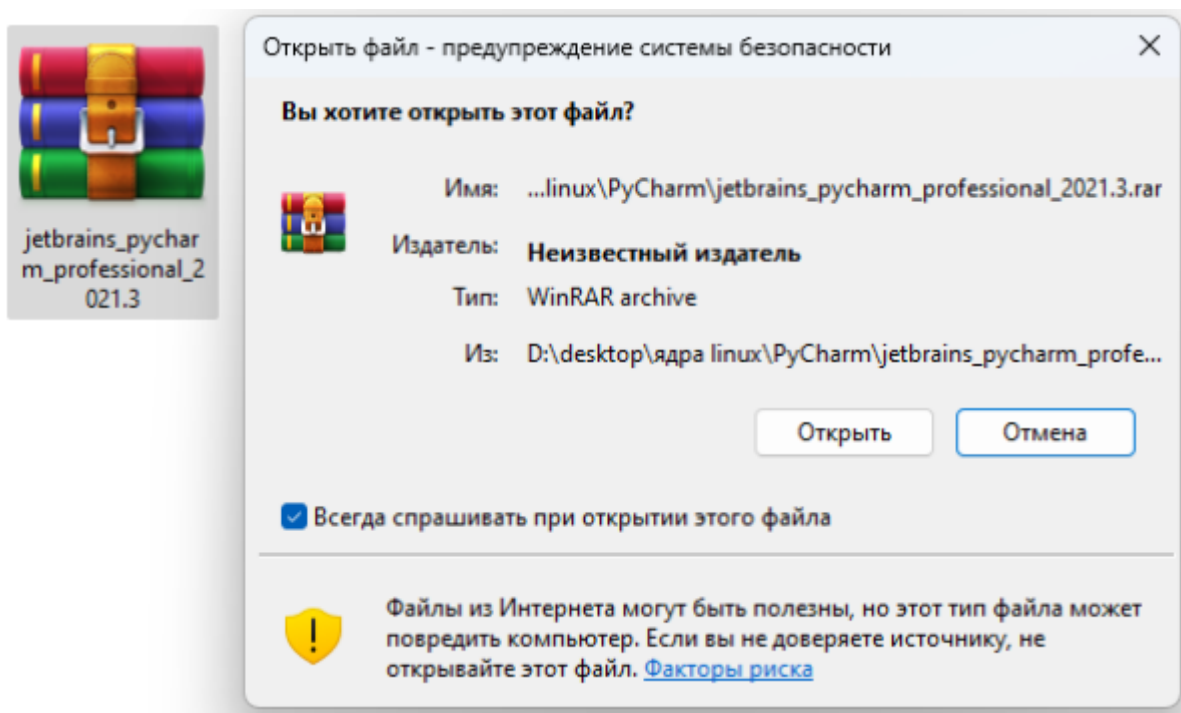 jetbrains_pychar
m_professional_2
021.3
Открыть файл - предупреждение системы безопасности
Вы хотите открыть этот файл?
Имя: ...linux\PyCharm\jetbrains_pycharm_professional_2021.3.rar
Издатель: Неизвестный издатель
Тип: WinRAR archive
Из: D:\desktop\ядра linux\PyCharm\jetbrains_pycharm_profe...
Открыть Отмена
Всегда спрашивать при открытии этого файла
Файлы из Интернета могут быть полезны, но этот тип файла может
повредить компьютер. Если вы не доверяете источнику, не
открывайте этот файл. Факторы риска